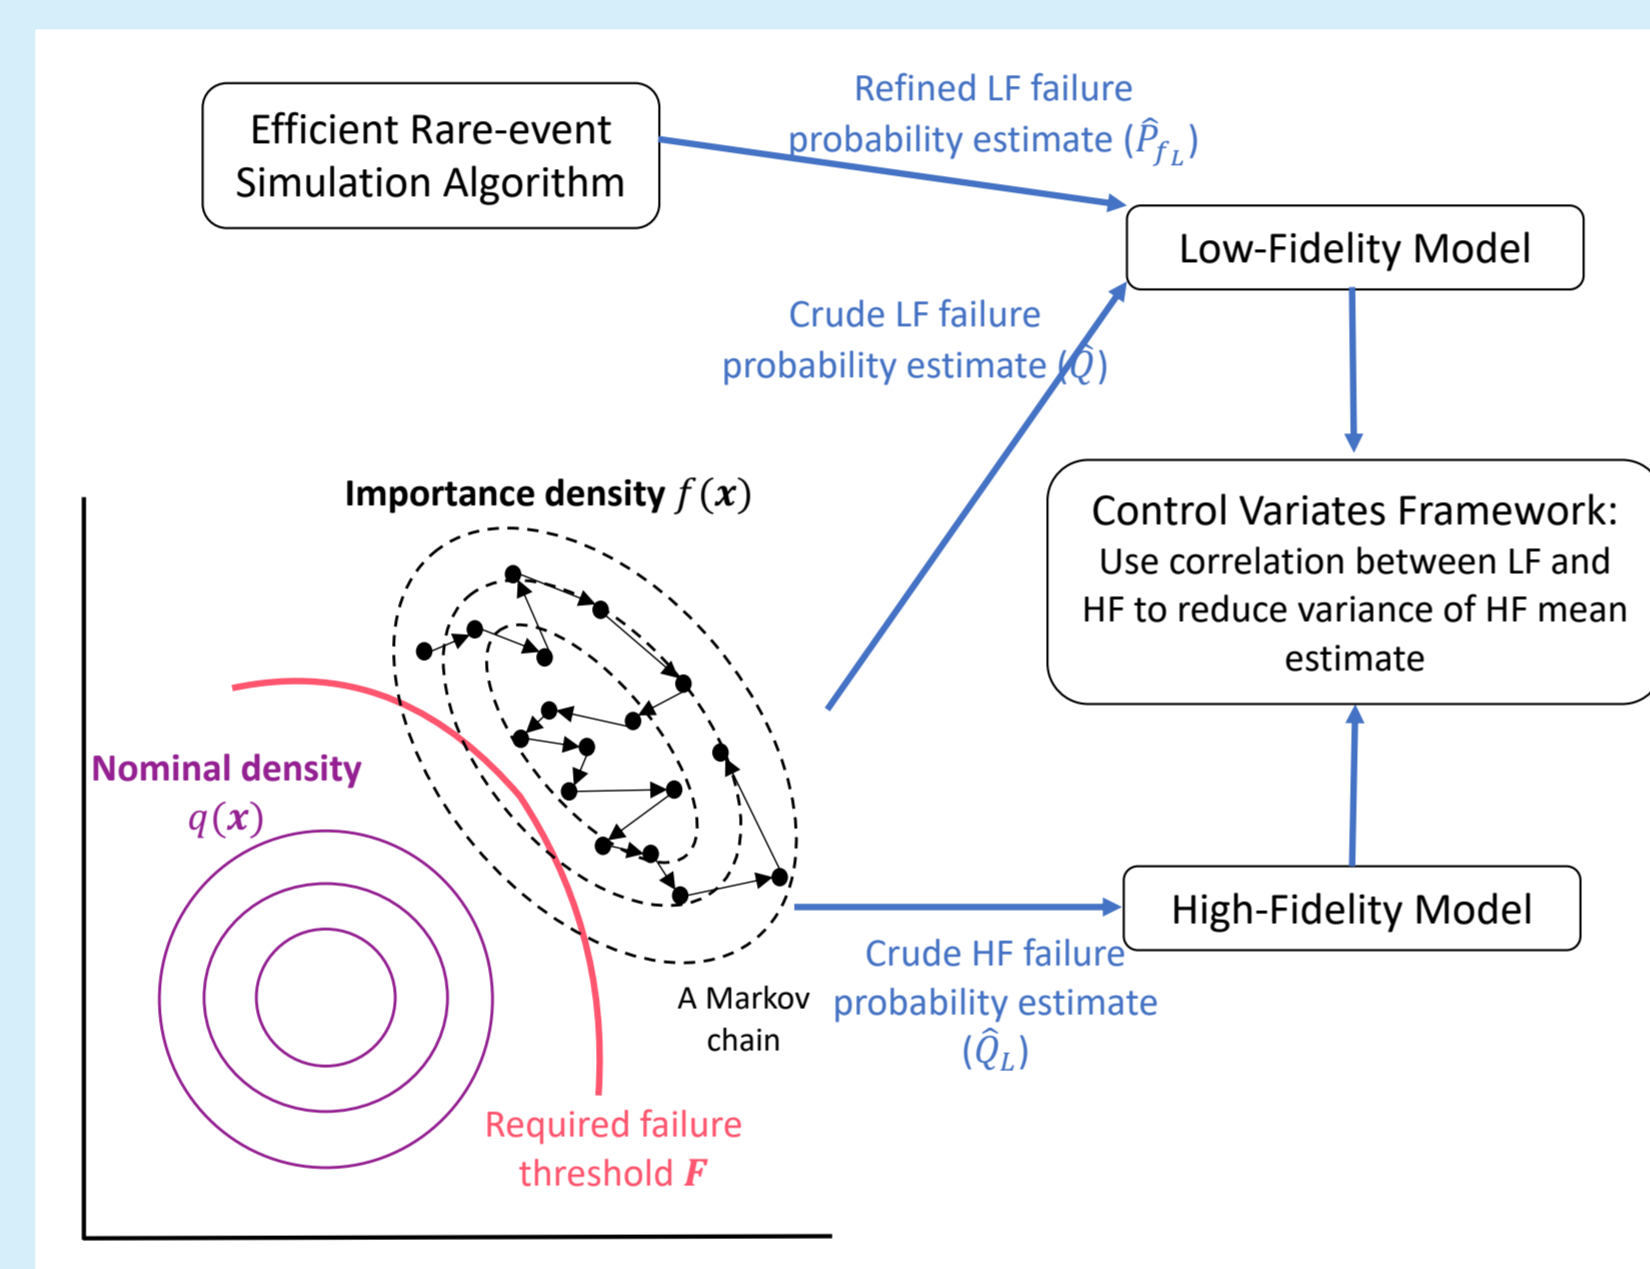 Efficient Rare-event
Simulation Algorithm
Refined LF failure
probability estimate (P̂_{f_L})
Low-Fidelity Model
Crude LF failure
probability estimate (Q̂)
Control Variates Framework:
Use correlation between LF and
HF to reduce variance of HF mean
estimate
Importance density f(x)
Nominal density
q(x)
High-Fidelity Model
Crude HF failure
probability estimate
(Q̂_L)
A Markov
chain
Required failure
threshold F